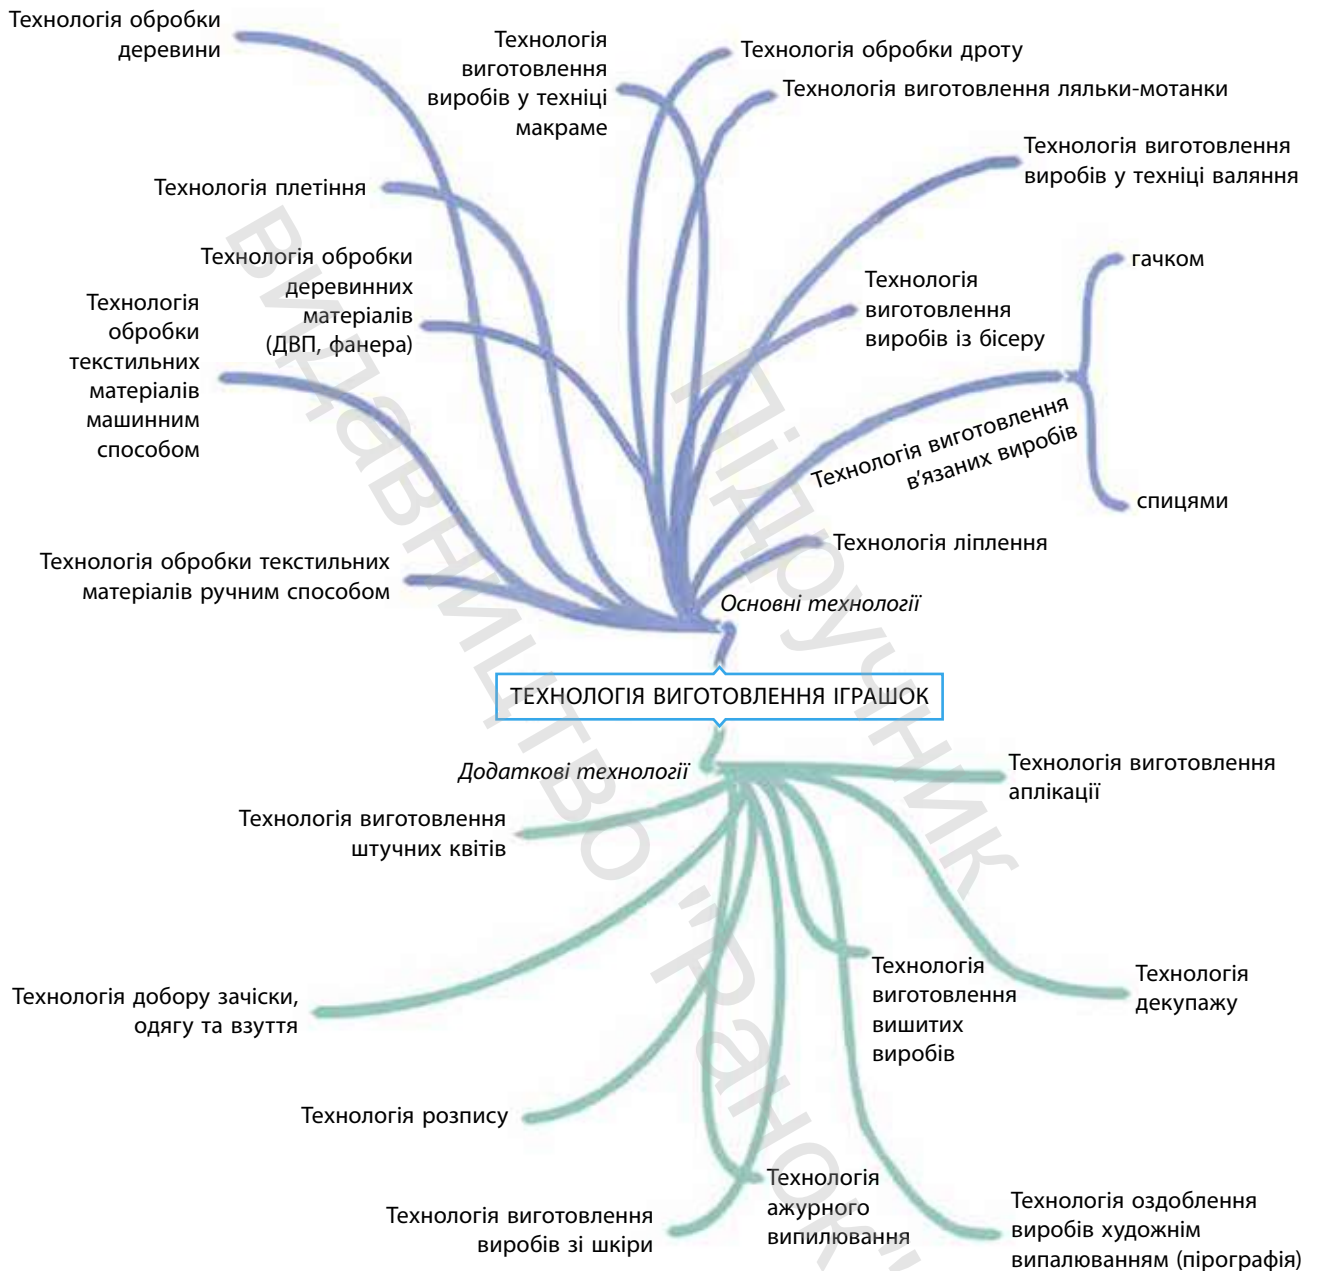 Технологія обробки
деревини
Технологія
виготовлення
виробів у техніці
макраме
Технологія обробки дроту
Технологія виготовлення ляльки-мотанки
Технологія виготовлення
виробів у техніці валяння
Технологія плетіння
Технологія обробки
деревинних
матеріалів
(ДВП, фанера)
Технологія
виготовлення
виробів із бісеру
гачком
Технологія
обробки
текстильних
матеріалів
машинним
способом
Технологія виготовлення
в'язаних виробів
спицями
Технологія ліплення
Технологія обробки текстильних
матеріалів ручним способом
Основні технології
ТЕХНОЛОГІЯ ВИГОТОВЛЕННЯ ІГРАШОК
Додаткові технології
Технологія виготовлення
аплікації
Технологія виготовлення
штучних квітів
Технологія
виготовлення
вишитих
виробів
Технологія
декупажу
Технологія добору зачіски,
одягу та взуття
Технологія розпису
Технологія
ажурного
випилювання
Технологія виготовлення
виробів зі шкіри
Технологія оздоблення
виробів художнім
випалюванням (пірографія)
Підручник
Видавництво "Ранок"